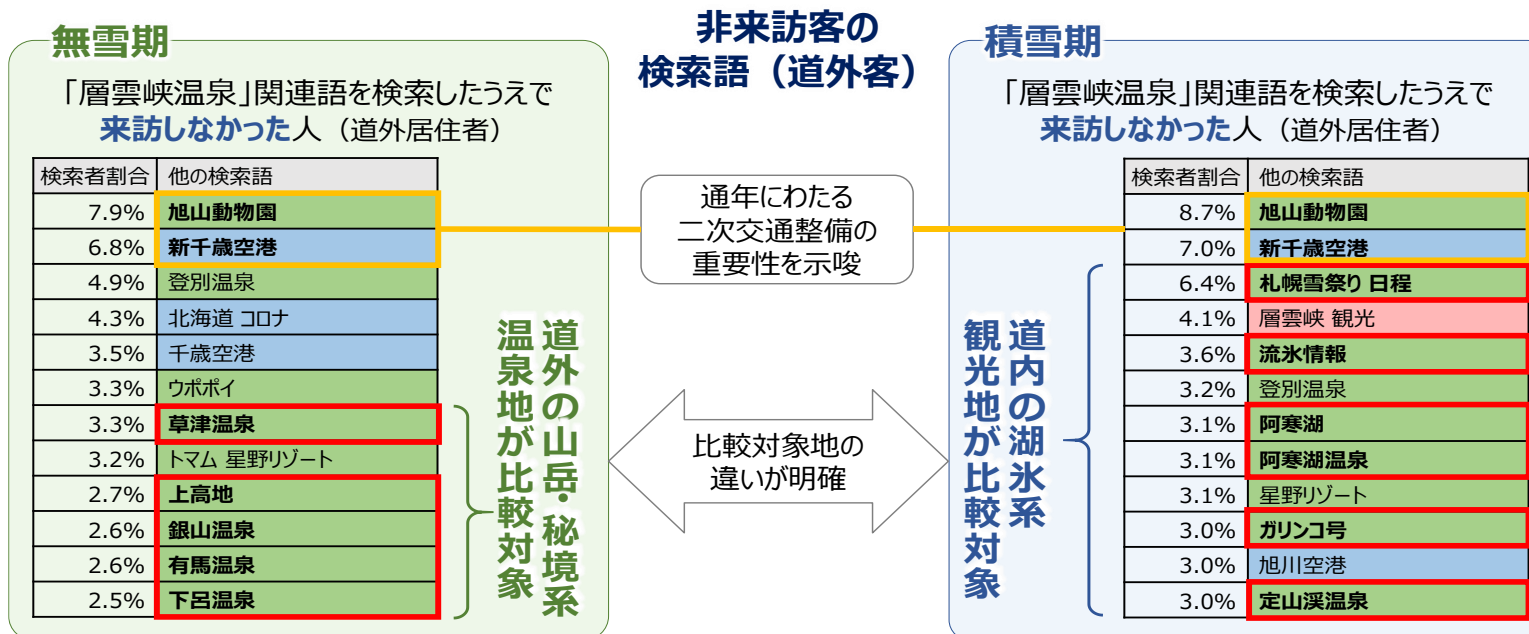 非来訪客の
検索語（道外客）
無雪期
「層雲峡温泉」関連語を検索したうえで
来訪しなかった人（道外居住者）
検索者割合 他の検索語
7.9% 旭山動物園
6.8% 新千歳空港
4.9% 登別温泉
4.3% 北海道 コロナ
3.5% 千歳空港
3.3% ウポポイ
3.3% 草津温泉
3.2% トマム 星野リゾート
2.7% 上高地
2.6% 銀山温泉
2.6% 有馬温泉
2.5% 下呂温泉
道外の山岳・秘境系
温泉地が比較対象
通年にわたる
二次交通整備の
重要性を示唆
比較対象地の
違いが明確
積雪期
「層雲峡温泉」関連語を検索したうえで
来訪しなかった人（道外居住者）
検索者割合 他の検索語
8.7% 旭山動物園
7.0% 新千歳空港
6.4% 札幌雪祭り 日程
4.1% 層雲峡 観光
3.6% 流氷情報
3.2% 登別温泉
3.1% 阿寒湖
3.1% 阿寒湖温泉
3.1% 星野リゾート
3.0% ガリンコ号
3.0% 旭川空港
3.0% 定山渓温泉
道内の湖氷系
観光地が比較対象